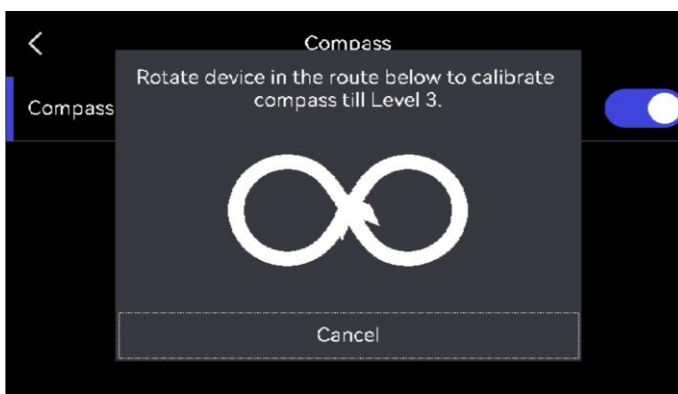 Compass
Rotate device in the route below to calibrate
compass till Level 3.
Compass
Cancel